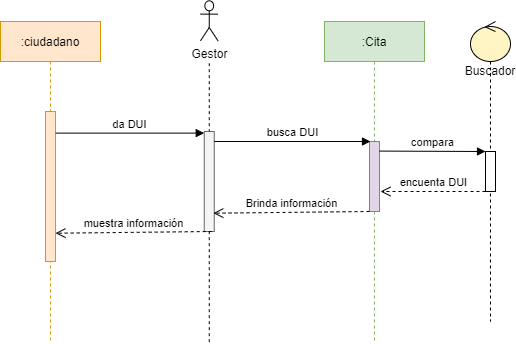 :ciudadano
Gestor
:Cita
Buscador
da DUI
busca DUI
compara
encuenta DUI
Brinda información
muestra información